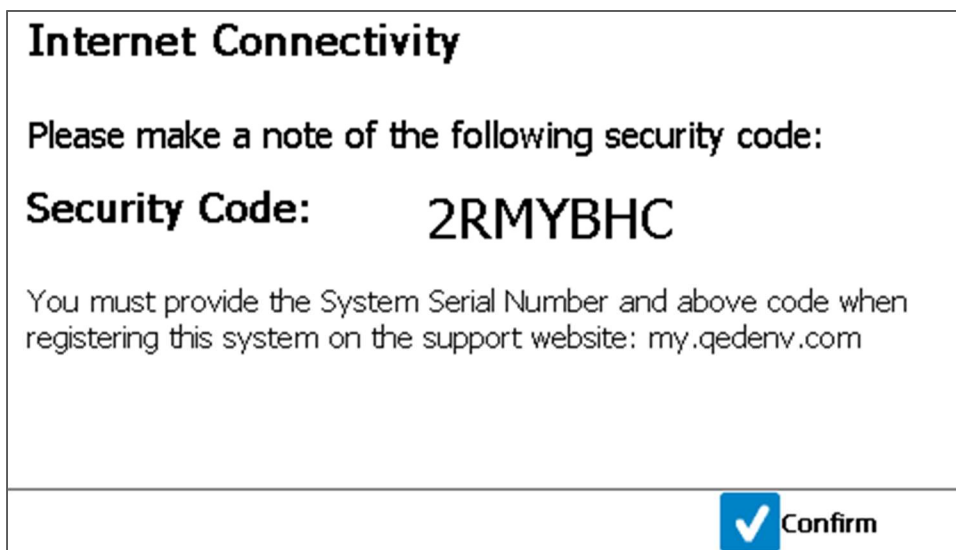 Internet Connectivity
Please make a note of the following security code:
Security Code: 2RMYBHC
You must provide the System Serial Number and above code when
registering this system on the support website: my.qedenv.com
Confirm